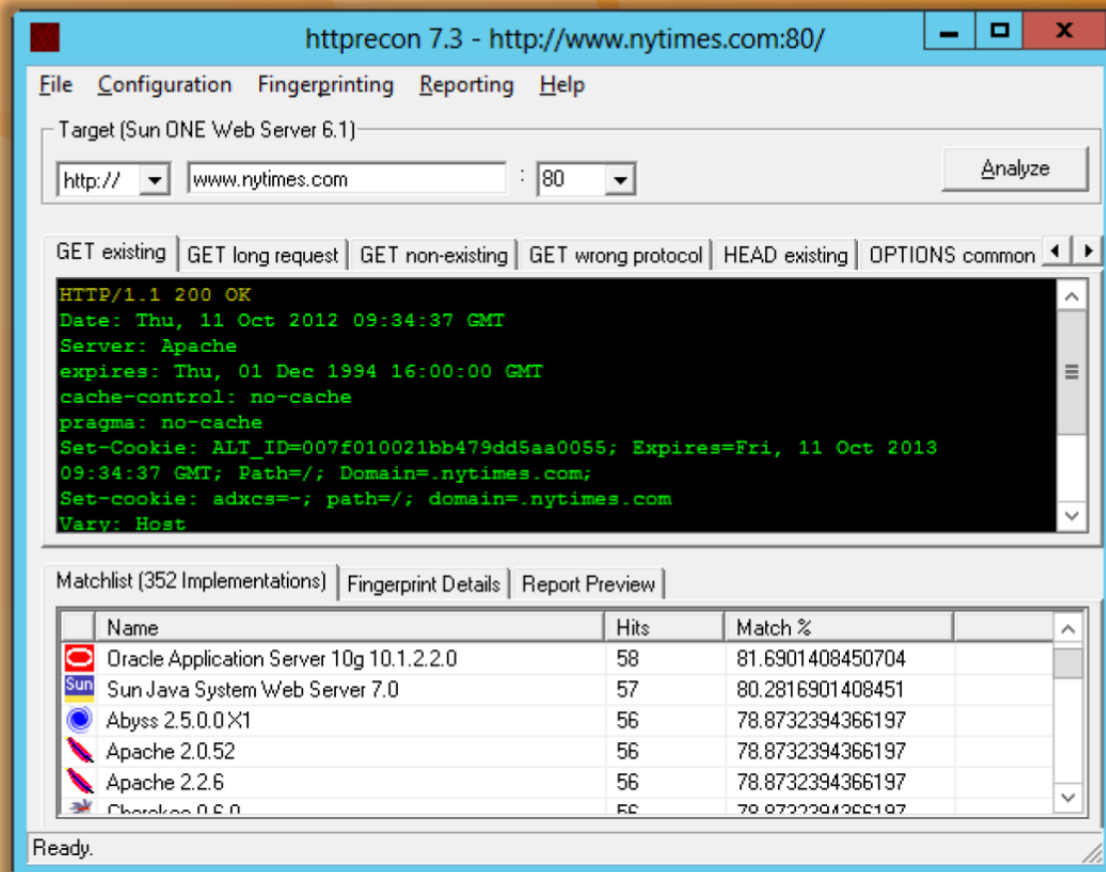 httprecon 7.3 - http://www.nytimes.com:80/
File Configuration Fingerprinting Reporting Help
Target (Sun ONE Web Server 6.1)
http:// www.nytimes.com : 80 Analyze
GET existing GET long request GET non-existing GET wrong protocol HEAD existing OPTIONS common
HTTP/1.1 200 OK
Date: Thu, 11 Oct 2012 09:34:37 GMT
Server: Apache
expires: Thu, 01 Dec 1994 16:00:00 GMT
cache-control: no-cache
pragma: no-cache
Set-Cookie: ALT_ID=007f010021bb479dd5aa0055; Expires=Fri, 11 Oct 2013
09:34:37 GMT; Path=/; Domain=.nytimes.com;
Set-cookie: adxcs=-; path=/; domain=.nytimes.com
Vary: Host
Matchlist (352 Implementations) Fingerprint Details Report Preview
Name Hits Match %
Oracle Application Server 10g 10.1.2.2.0 58 81.6901408450704
Sun Sun Java System Web Server 7.0 57 80.2816901408451
Abyss 2.5.0.0 X1 56 78.8732394366197
Apache 2.0.52 56 78.8732394366197
Apache 2.2.6 56 78.8732394366197
Cherokee 0.6.0 56 78.8732394366197
Ready.